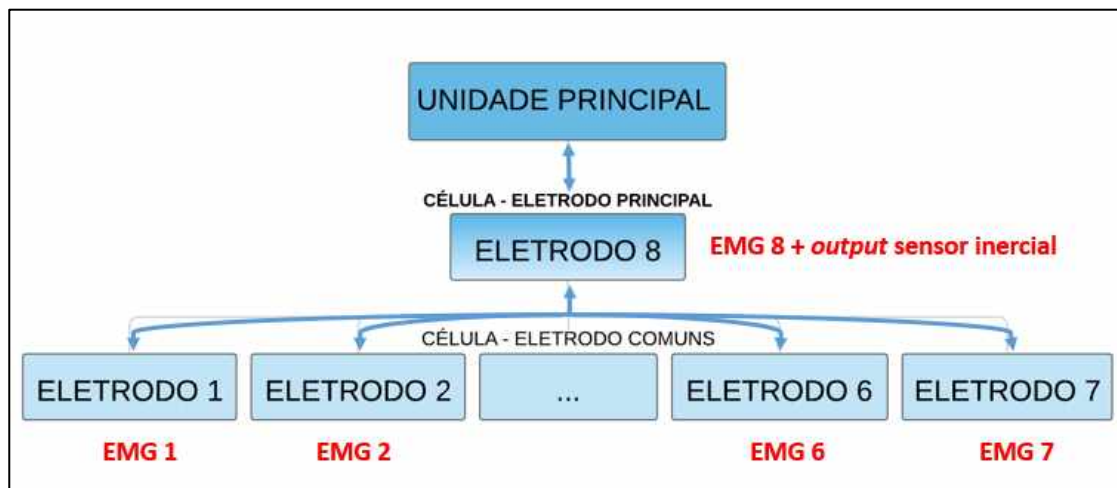 UNIDADE PRINCIPAL
CÉLULA - ELETRODO PRINCIPAL
ELETRODO 8
EMG 8 + output sensor inercial
CÉLULA - ELETRODO COMUNS
ELETRODO 1
ELETRODO 2
...
ELETRODO 6
ELETRODO 7
EMG 1
EMG 2
EMG 6
EMG 7